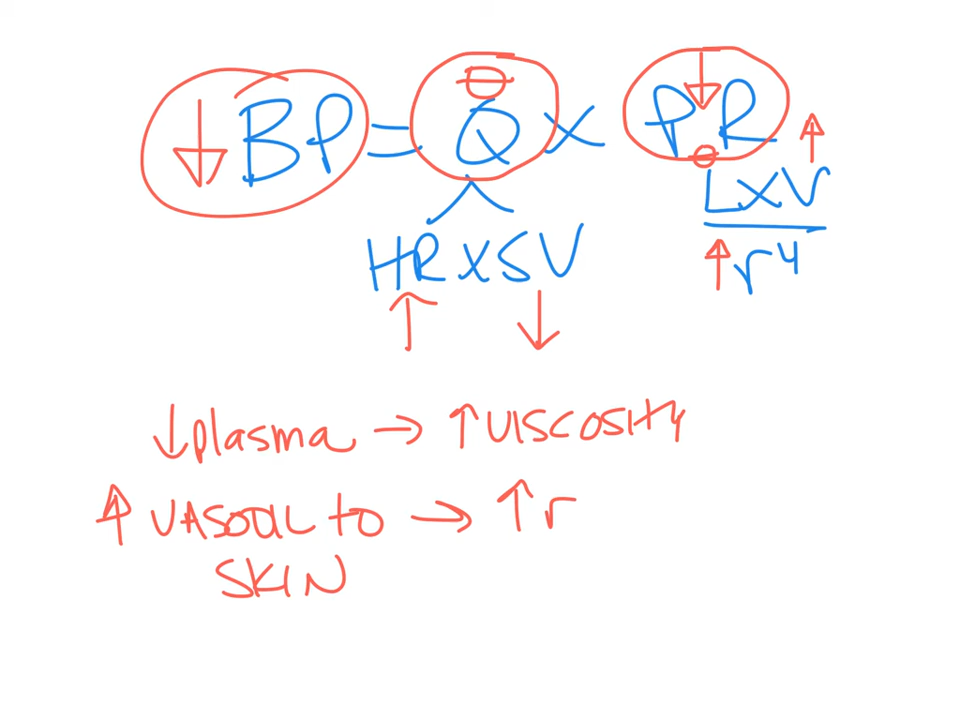 ↓ BP = Q x ↓ PR
HR x SV
L x V ↑
↑ r4
↑ ↓
↓ plasma → ↑ VISCOSITY
↑ VASODIL to → ↑ r
SKIN